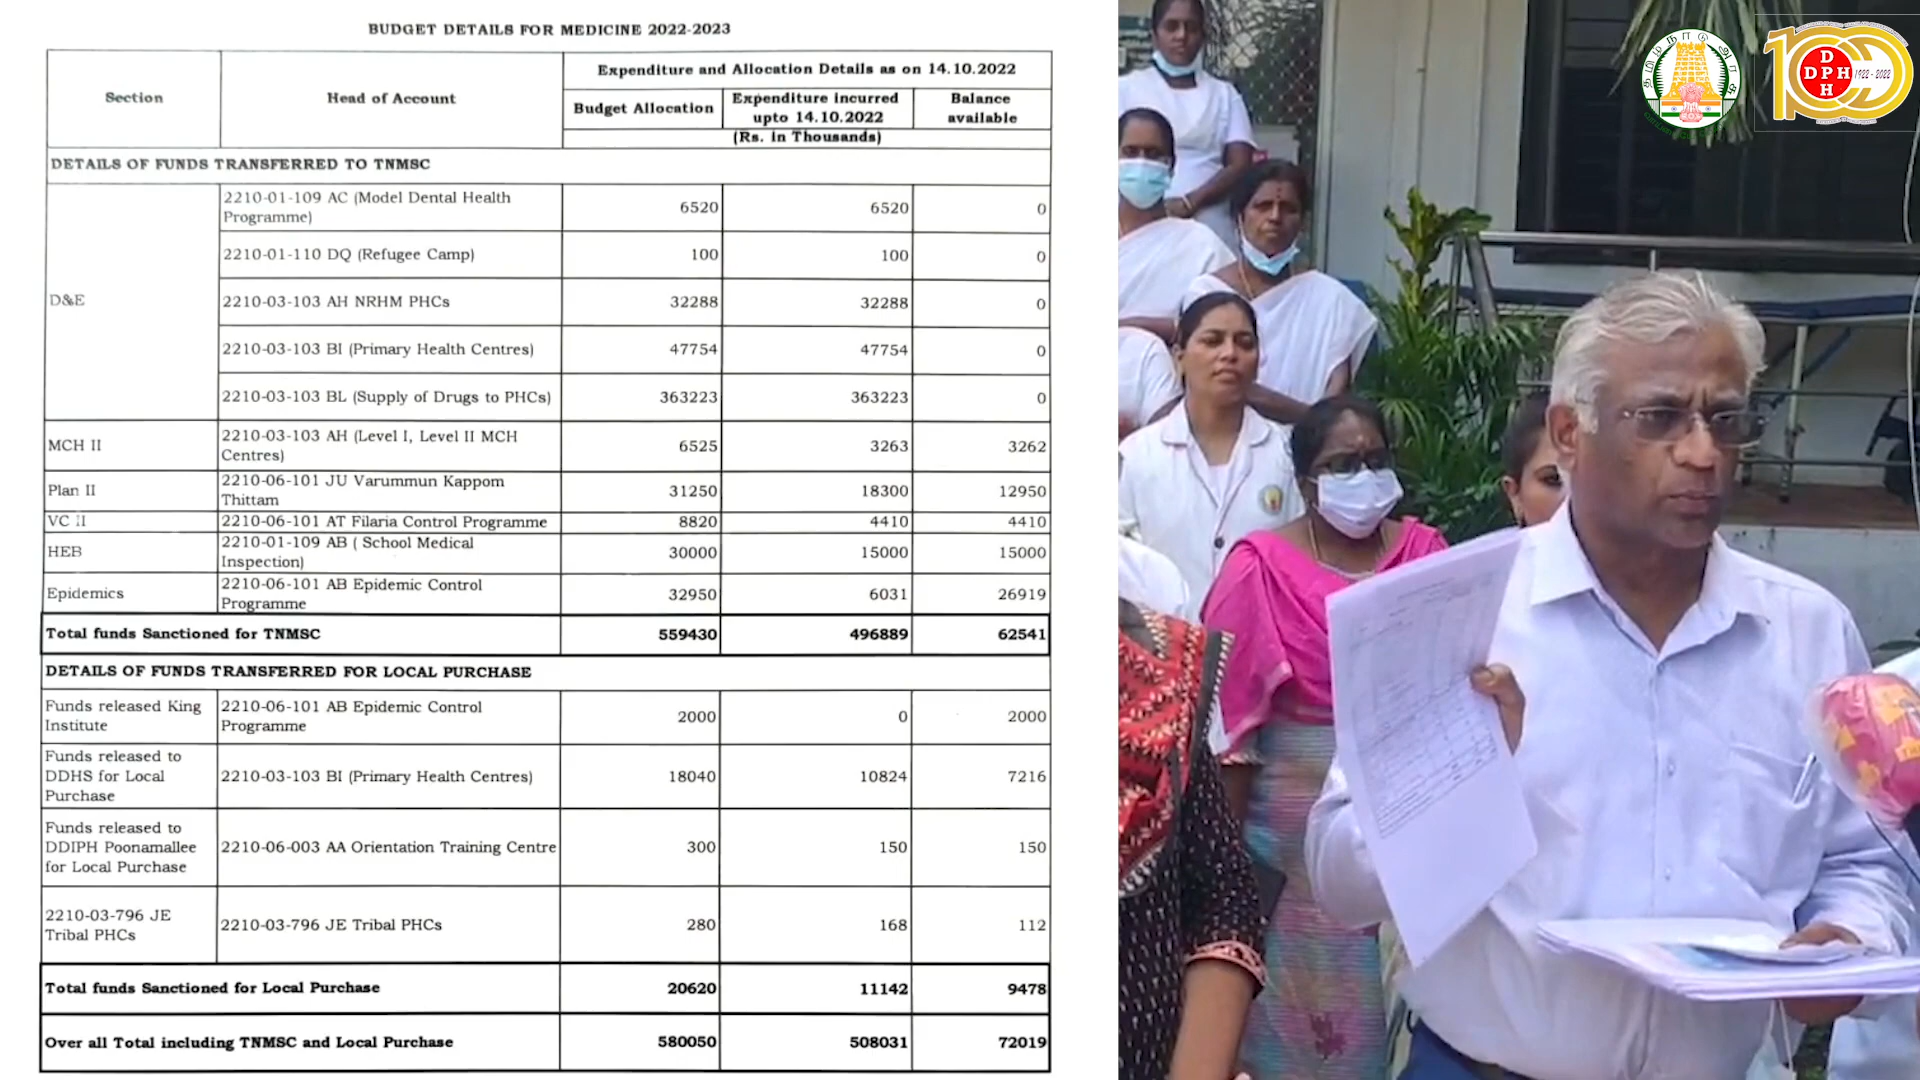 BUDGET DETAILS FOR MEDICINE 2022-2023
Section
Head of Account
Expenditure and Allocation Details as on 14.10.2022
Budget Allocation
Expenditure incurred
upto 14.10.2022
Balance
available
(Rs. in Thousands)
DETAILS OF FUNDS TRANSFERRED TO TNMSC
D&E
2210-01-109 AC (Model Dental Health
Programme)
6520 6520 0
2210-01-110 DQ (Refugee Camp) 100 100 0
2210-03-103 AH NRHM PHCs 32288 32288 0
2210-03-103 BI (Primary Health Centres) 47754 47754 0
2210-03-103 BL (Supply of Drugs to PHCs) 363223 363223 0
MCH II
2210-03-103 AH (Level I, Level II MCH
Centres)
6525 3263 3262
Plan II
2210-06-101 JU Varummun Kappom
Thittam
31250 18300 12950
VC II 2210-06-101 AT Filaria Control Programme 8820 4410 4410
HEB
2210-01-109 AB ( School Medical
Inspection)
30000 15000 15000
Epidemics
2210-06-101 AB Epidemic Control
Programme
32950 6031 26919
Total funds Sanctioned for TNMSC 559430 496889 62541
DETAILS OF FUNDS TRANSFERRED FOR LOCAL PURCHASE
Funds released King
Institute
2210-06-101 AB Epidemic Control
Programme
2000 0 2000
Funds released to
DDHS for Local
Purchase
2210-03-103 BI (Primary Health Centres)
18040 10824 7216
Funds released to
DDIPH Poonamallee
for Local Purchase
2210-06-003 AA Orientation Training Centre
300 150 150
2210-03-796 JE
Tribal PHCs
2210-03-796 JE Tribal PHCs
280 168 112
Total funds Sanctioned for Local Purchase 20620 11142 9478
Over all Total including TNMSC and Local Purchase 580050 508031 72019
தமிழ்நாடு அரசு
D
DPH
H
1922 - 2022